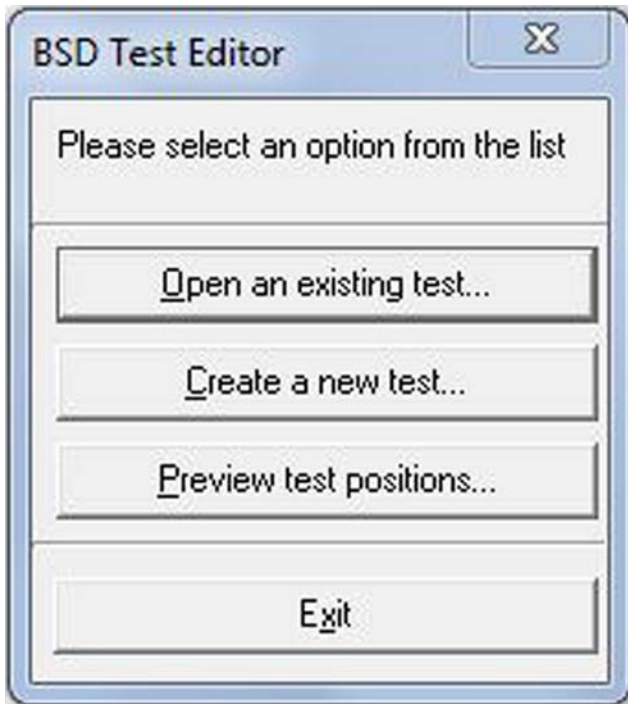 BSD Test Editor
Please select an option from the list
Open an existing test...
Create a new test...
Preview test positions...
Exit